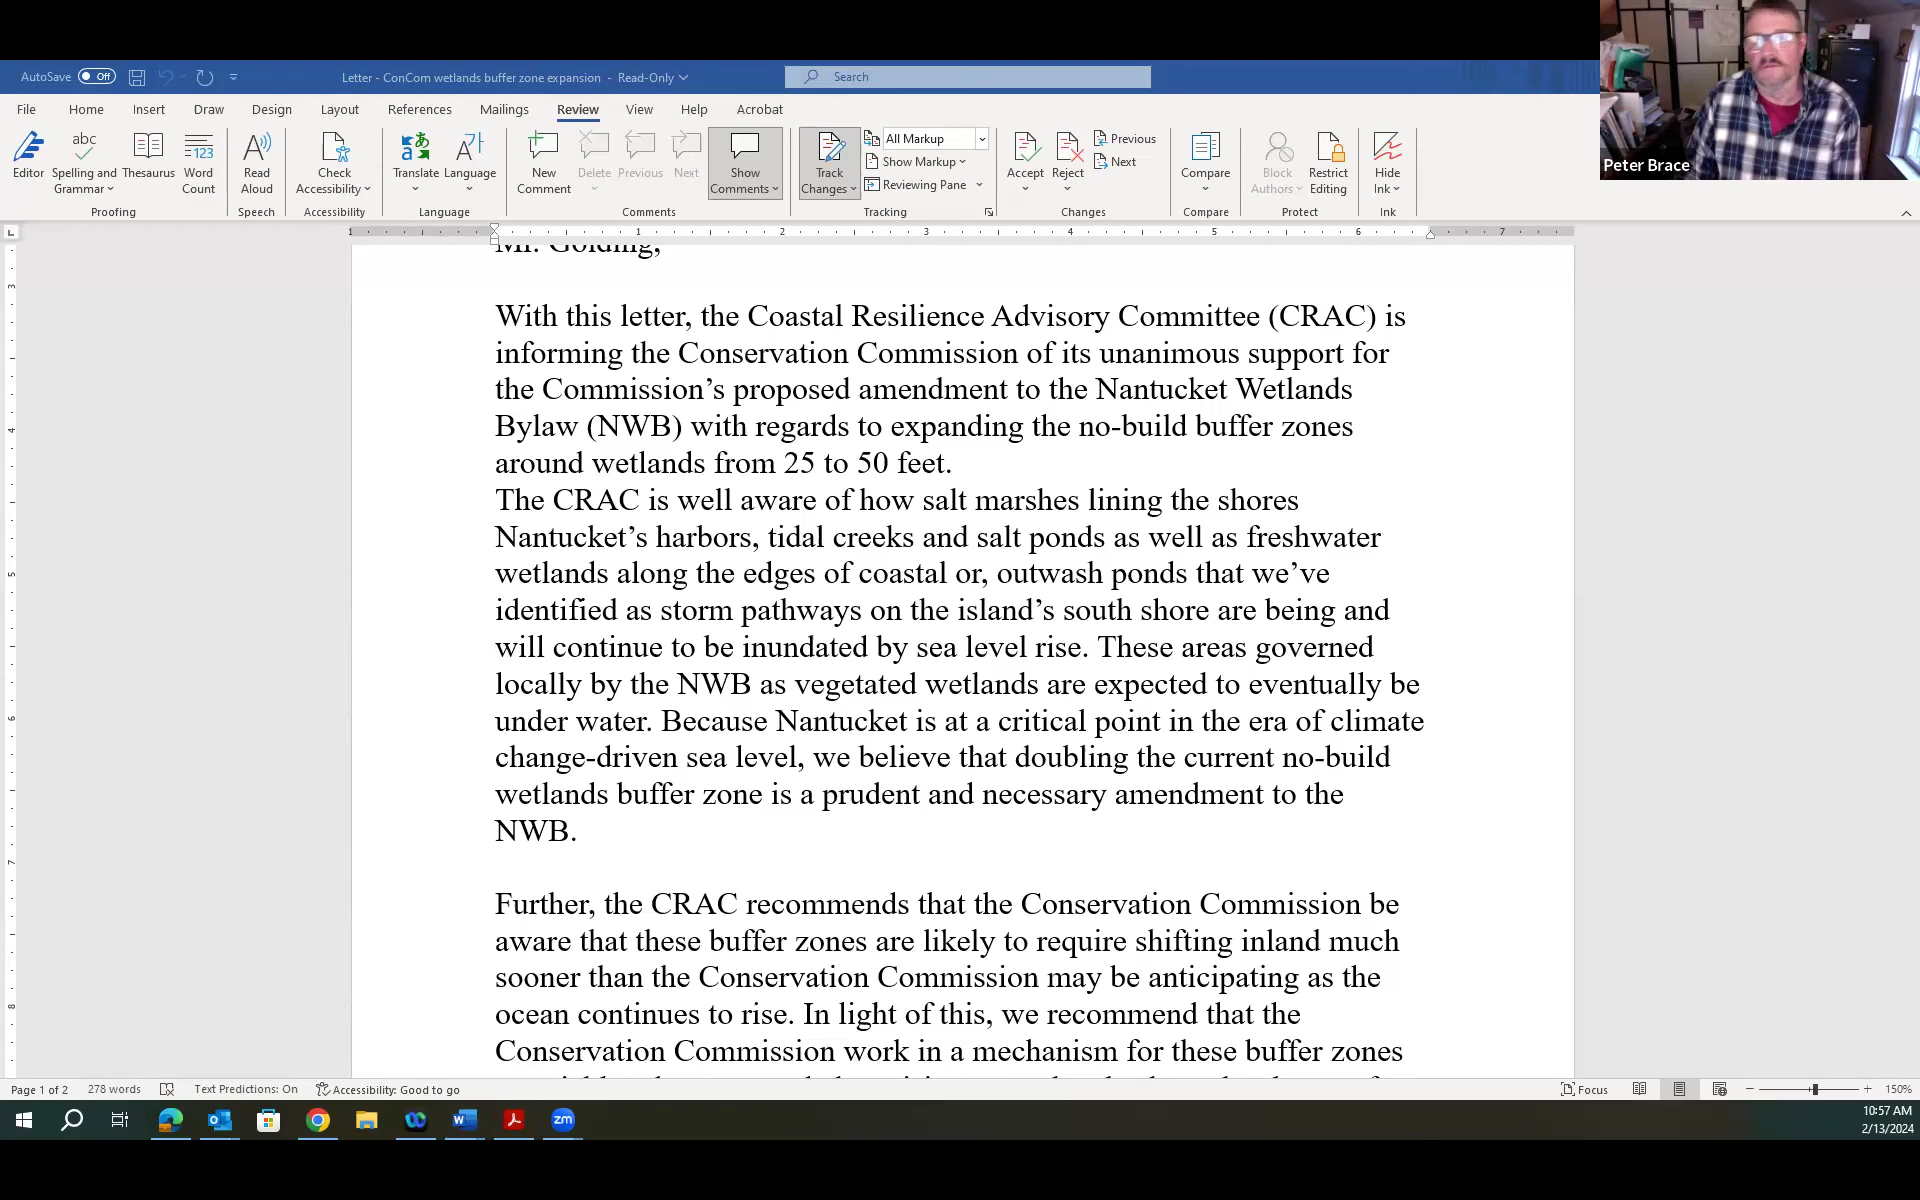 AutoSave Off
Letter - ConCom wetlands buffer zone expansion - Read-Only
Search
File Home Insert Draw Design Layout References Mailings Review View Help Acrobat
Editor
Spelling and Grammar
Thesaurus
Word Count
Proofing
Read Aloud
Speech
Check Accessibility
Accessibility
Translate
Language
Language
New Comment
Delete
Previous
Next
Show Comments
Comments
Track Changes
All Markup
Show Markup
Reviewing Pane
Tracking
Accept
Reject
Previous
Next
Changes
Compare
Compare
Block Authors
Restrict Editing
Protect
Hide Ink
Ink
Peter Brace
Mr. Golding,
With this letter, the Coastal Resilience Advisory Committee (CRAC) is
informing the Conservation Commission of its unanimous support for
the Commission’s proposed amendment to the Nantucket Wetlands
Bylaw (NWB) with regards to expanding the no-build buffer zones
around wetlands from 25 to 50 feet.
The CRAC is well aware of how salt marshes lining the shores
Nantucket’s harbors, tidal creeks and salt ponds as well as freshwater
wetlands along the edges of coastal or, outwash ponds that we’ve
identified as storm pathways on the island’s south shore are being and
will continue to be inundated by sea level rise. These areas governed
locally by the NWB as vegetated wetlands are expected to eventually be
under water. Because Nantucket is at a critical point in the era of climate
change-driven sea level, we believe that doubling the current no-build
wetlands buffer zone is a prudent and necessary amendment to the
NWB.
Further, the CRAC recommends that the Conservation Commission be
aware that these buffer zones are likely to require shifting inland much
sooner than the Conservation Commission may be anticipating as the
ocean continues to rise. In light of this, we recommend that the
Conservation Commission work in a mechanism for these buffer zones
Page 1 of 2 278 words Text Predictions: On Accessibility: Good to go Focus 150%
10:57 AM
2/13/2024